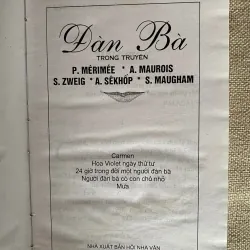 Đàn Bà
TRONG TRUYỆN
P. MÉRIMÉE * A. MAUROIS
S. ZWEIG * A. SÊKHÓP * S. MAUGHAM
Carmen
Hoa Violet ngày thứ tư
24 giờ trong đời một người đàn bà
Người đàn bà có con chó nhỏ
Mưa
NHÀ XUẤT BẢN HỘI NHÀ VĂN